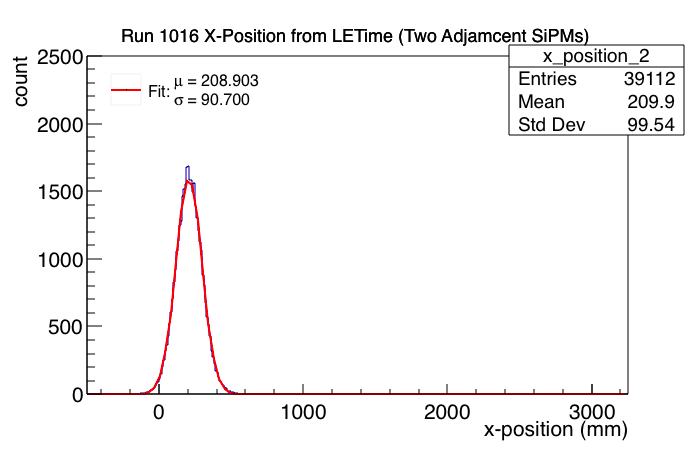 Run 1016 X-Position from LETime (Two Adjamcent SiPMs)
x_position_2
Entries 39112
Mean 209.9
Std Dev 99.54
Fit: μ = 208.903
σ = 90.700
count
2500
2000
1500
1000
500
0
0 1000 2000 3000
x-position (mm)